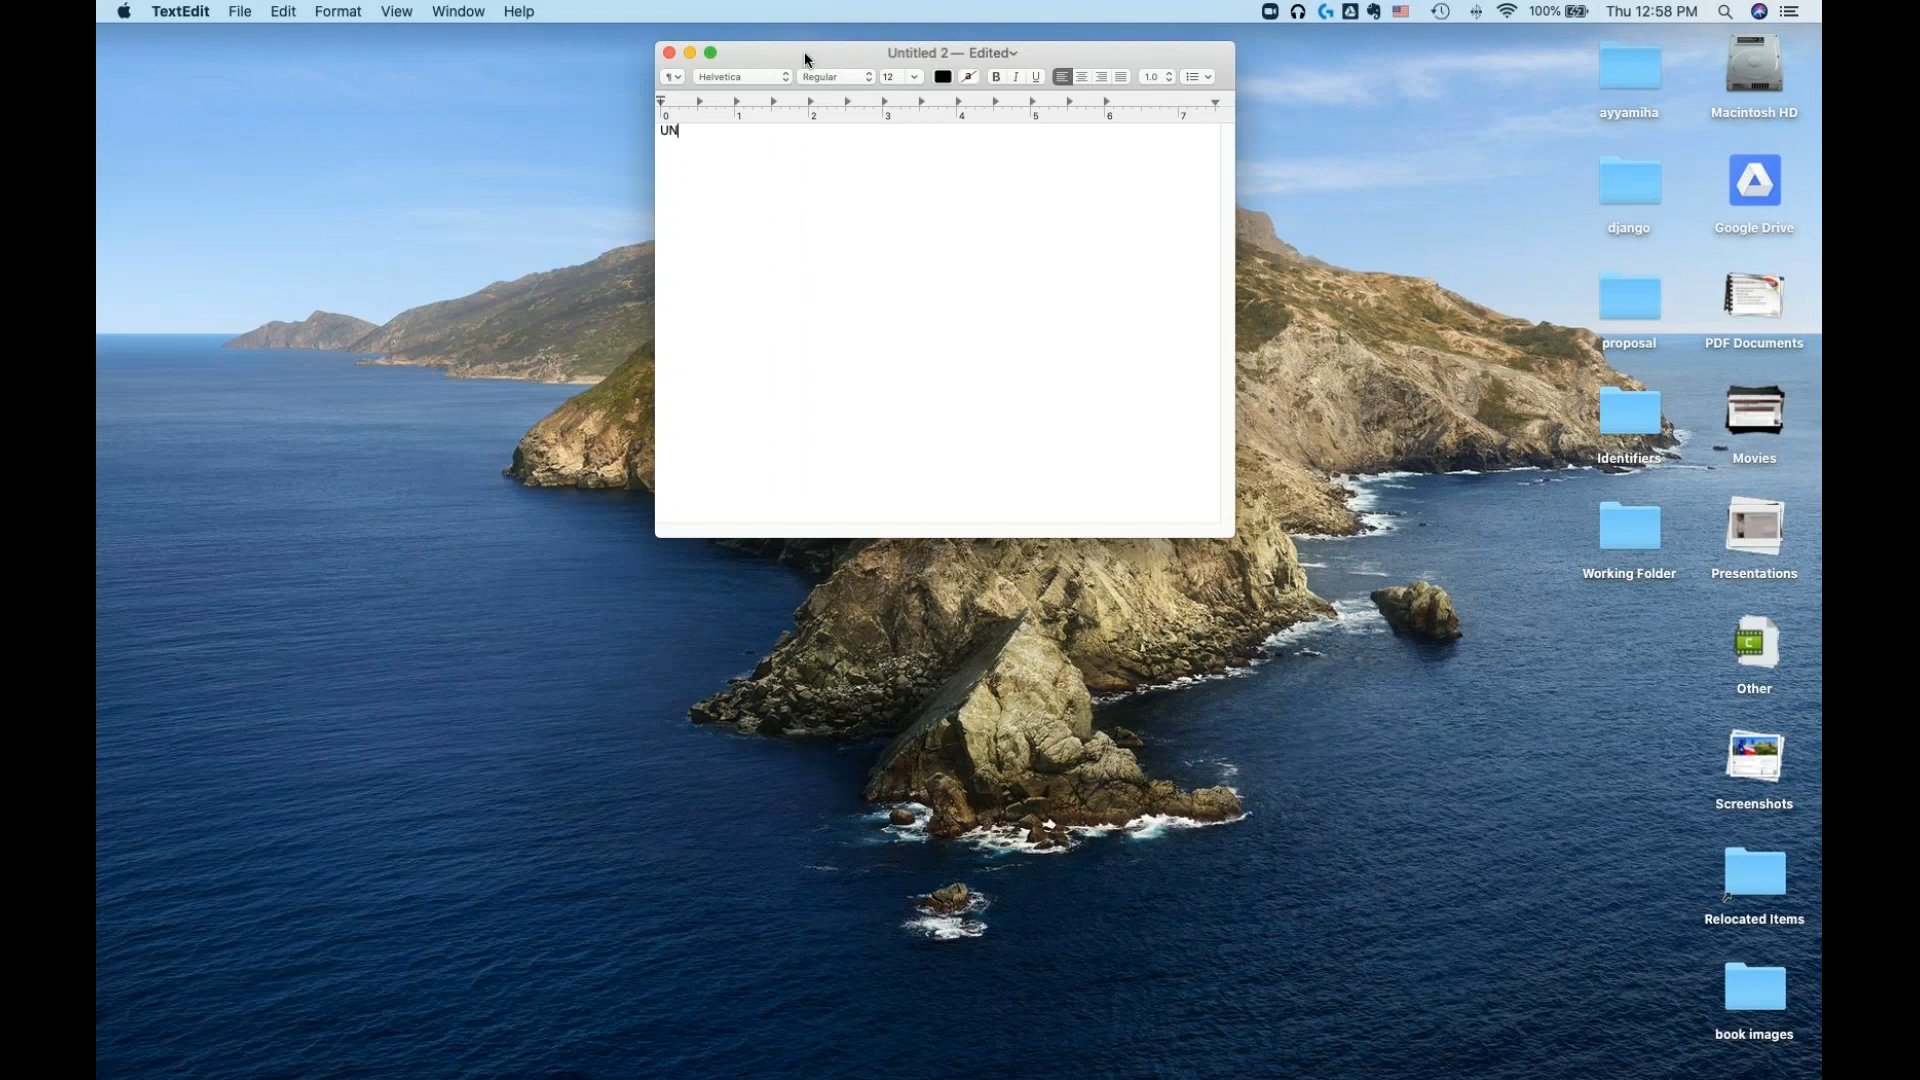 TextEdit File Edit Format View Window Help 100% Thu 12:58 PM
Untitled 2 — Edited
¶ Helvetica Regular 12 a B I U 1.0
0 1 2 3 4 5 6 7
UN
ayyamiha Macintosh HD
django Google Drive
proposal PDF Documents
Identifiers Movies
Working Folder Presentations
C
Other
Screenshots
Relocated Items
book images